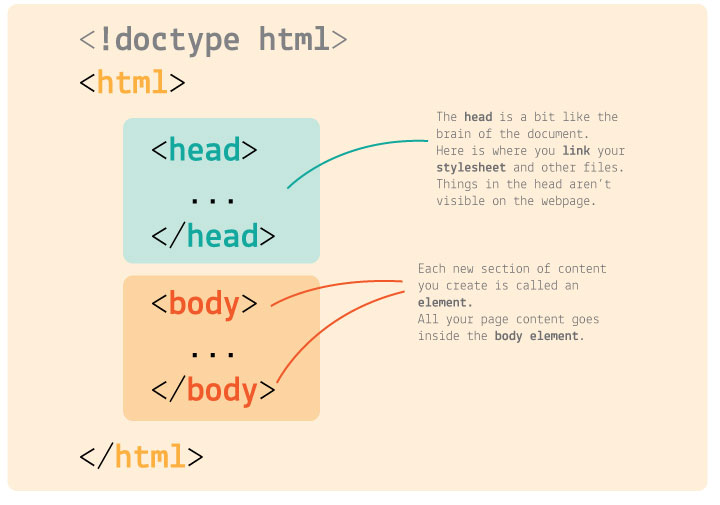 <!doctype html>
<html>
<head>
...
</head>
The head is a bit like the
brain of the document.
Here is where you link your
stylesheet and other files.
Things in the head aren't
visible on the webpage.
<body>
...
</body>
Each new section of content
you create is called an
element.
All your page content goes
inside the body element.
</html>